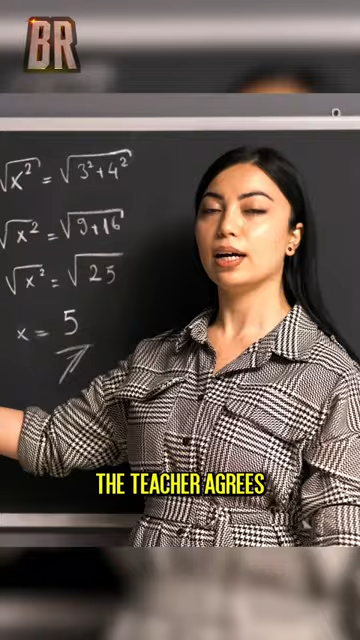 BR
√x² = √3²+4²
√x² = √9+16
√x² = √25
x = 5
THE TEACHER AGREES